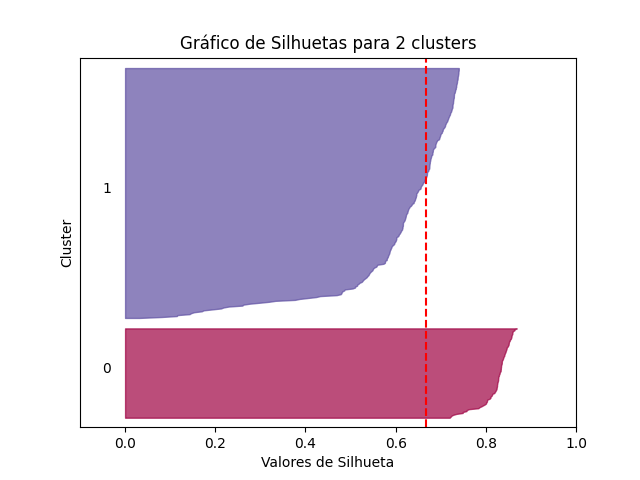 Gráfico de Silhuetas para 2 clusters
Cluster
1
0
0.0 0.2 0.4 0.6 0.8 1.0
Valores de Silhueta